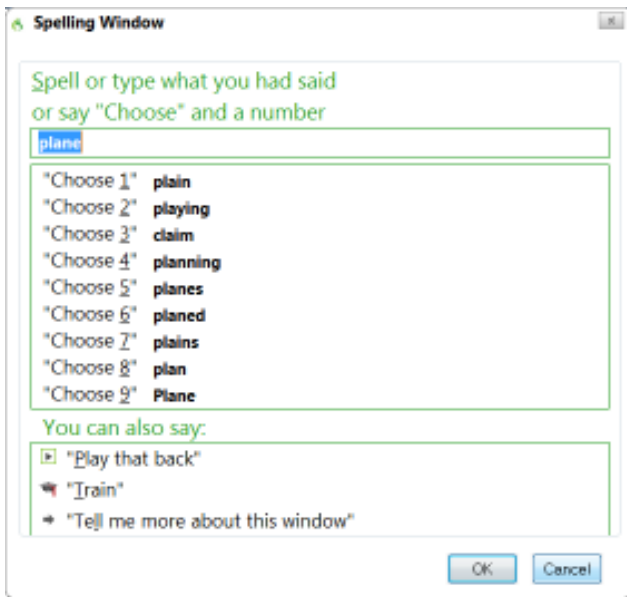 Spelling Window
Spell or type what you had said
or say "Choose" and a number
plane
"Choose 1" plain
"Choose 2" playing
"Choose 3" claim
"Choose 4" planning
"Choose 5" planes
"Choose 6" planed
"Choose 7" plains
"Choose 8" plan
"Choose 9" Plane
You can also say:
"Play that back"
"Train"
"Tell me more about this window"
OK Cancel